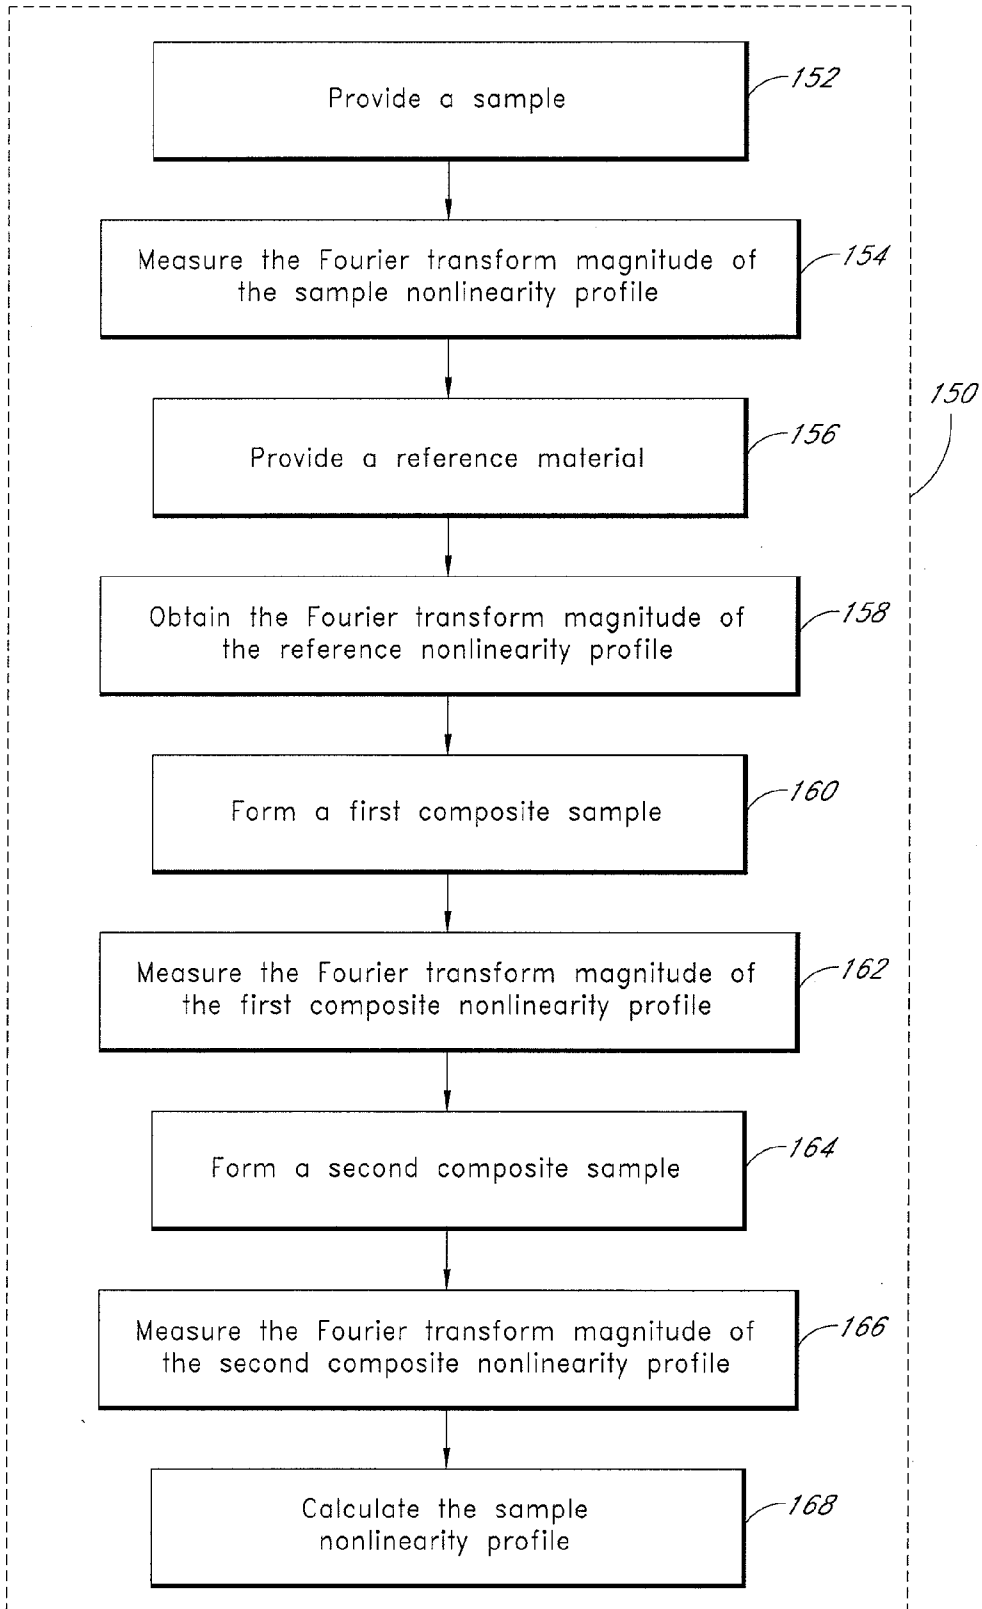 Provide a sample
152
Measure the Fourier transform magnitude of
the sample nonlinearity profile
154
Provide a reference material
156
150
Obtain the Fourier transform magnitude of
the reference nonlinearity profile
158
Form a first composite sample
160
Measure the Fourier transform magnitude of
the first composite nonlinearity profile
162
Form a second composite sample
164
Measure the Fourier transform magnitude of
the second composite nonlinearity profile
166
Calculate the sample
nonlinearity profile
168